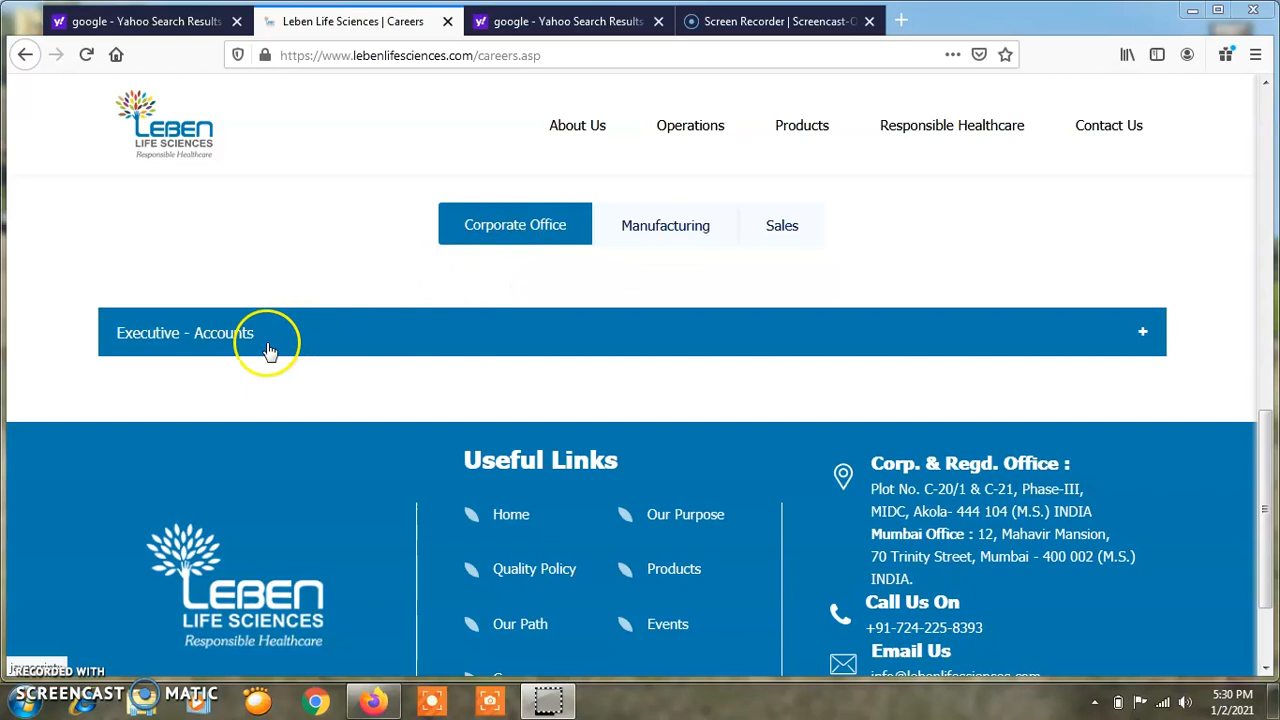 google - Yahoo Search Results
Leben Life Sciences | Careers
google - Yahoo Search Results
Screen Recorder | Screencast-O
https://www.lebenlifesciences.com/careers.asp
LEBEN
LIFE SCIENCES
Responsible Healthcare
About Us
Operations
Products
Responsible Healthcare
Contact Us
Corporate Office
Manufacturing
Sales
Executive - Accounts
+
Useful Links
Home
Our Purpose
Quality Policy
Products
Our Path
Events
LEBEN
LIFE SCIENCES
Responsible Healthcare
Corp. & Regd. Office :
Plot No. C-20/1 & C-21, Phase-III,
MIDC, Akola- 444 104 (M.S.) INDIA
Mumbai Office : 12, Mahavir Mansion,
70 Trinity Street, Mumbai - 400 002 (M.S.)
INDIA.
Call Us On
+91-724-225-8393
Email Us
info@lebenlifesciences.com
RECORDED WITH
SCREENCAST MATIC
5:30 PM
1/2/2021